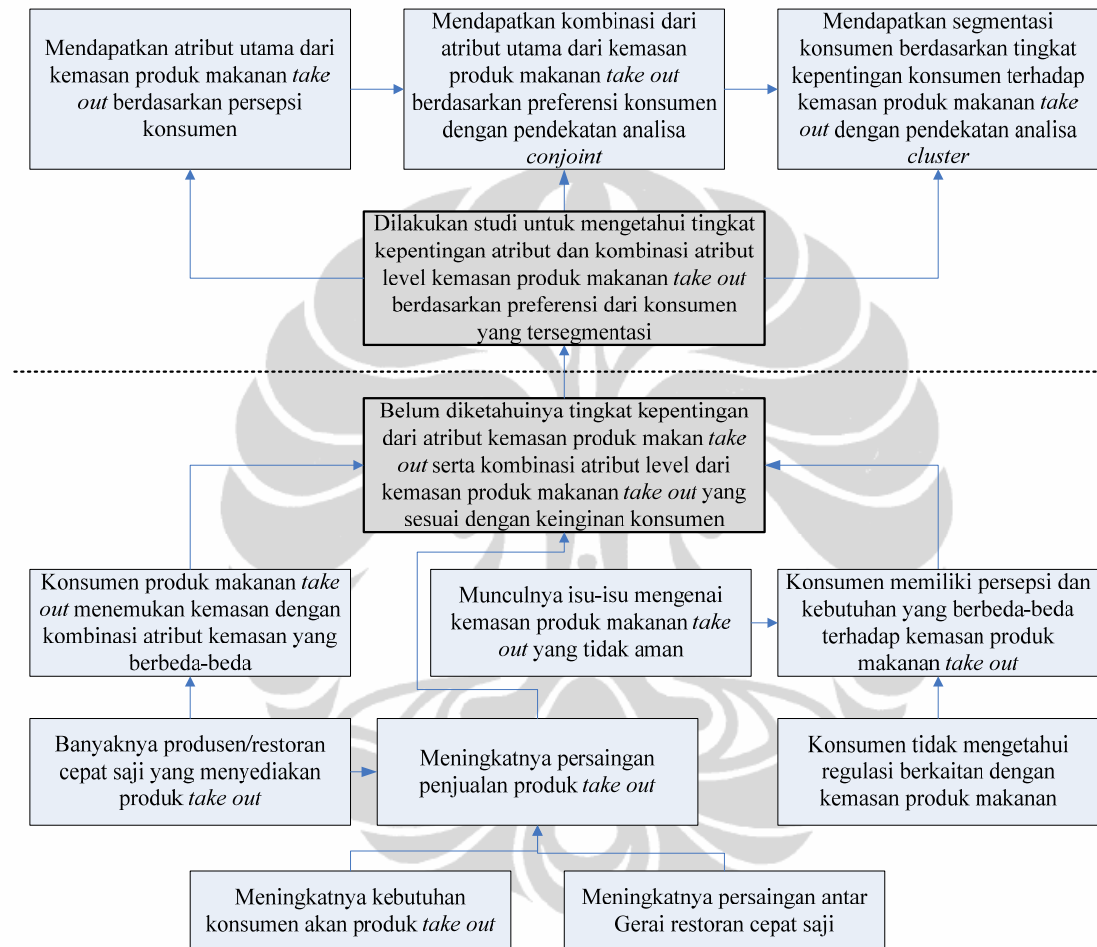 Mendapatkan atribut utama dari
kemasan produk makanan take
out berdasarkan persepsi
konsumen
Mendapatkan kombinasi dari
atribut utama dari kemasan
produk makanan take out
berdasarkan preferensi konsumen
dengan pendekatan analisa
conjoint
Mendapatkan segmentasi
konsumen berdasarkan tingkat
kepentingan konsumen terhadap
kemasan produk makanan take
out dengan pendekatan analisa
cluster
Dilakukan studi untuk mengetahui tingkat
kepentingan atribut dan kombinasi atribut
level kemasan produk makanan take out
berdasarkan preferensi dari konsumen
yang tersegmentasi
Belum diketahuinya tingkat kepentingan
dari atribut kemasan produk makan take
out serta kombinasi atribut level dari
kemasan produk makanan take out yang
sesuai dengan keinginan konsumen
Konsumen produk makanan take
out menemukan kemasan dengan
kombinasi atribut kemasan yang
berbeda-beda
Munculnya isu-isu mengenai
kemasan produk makanan take
out yang tidak aman
Konsumen memiliki persepsi dan
kebutuhan yang berbeda-beda
terhadap kemasan produk
makanan take out
Banyaknya produsen/restoran
cepat saji yang menyediakan
produk take out
Meningkatnya persaingan
penjualan produk take out
Konsumen tidak mengetahui
regulasi berkaitan dengan
kemasan produk makanan
Meningkatnya kebutuhan
konsumen akan produk take out
Meningkatnya persaingan antar
Gerai restoran cepat saji